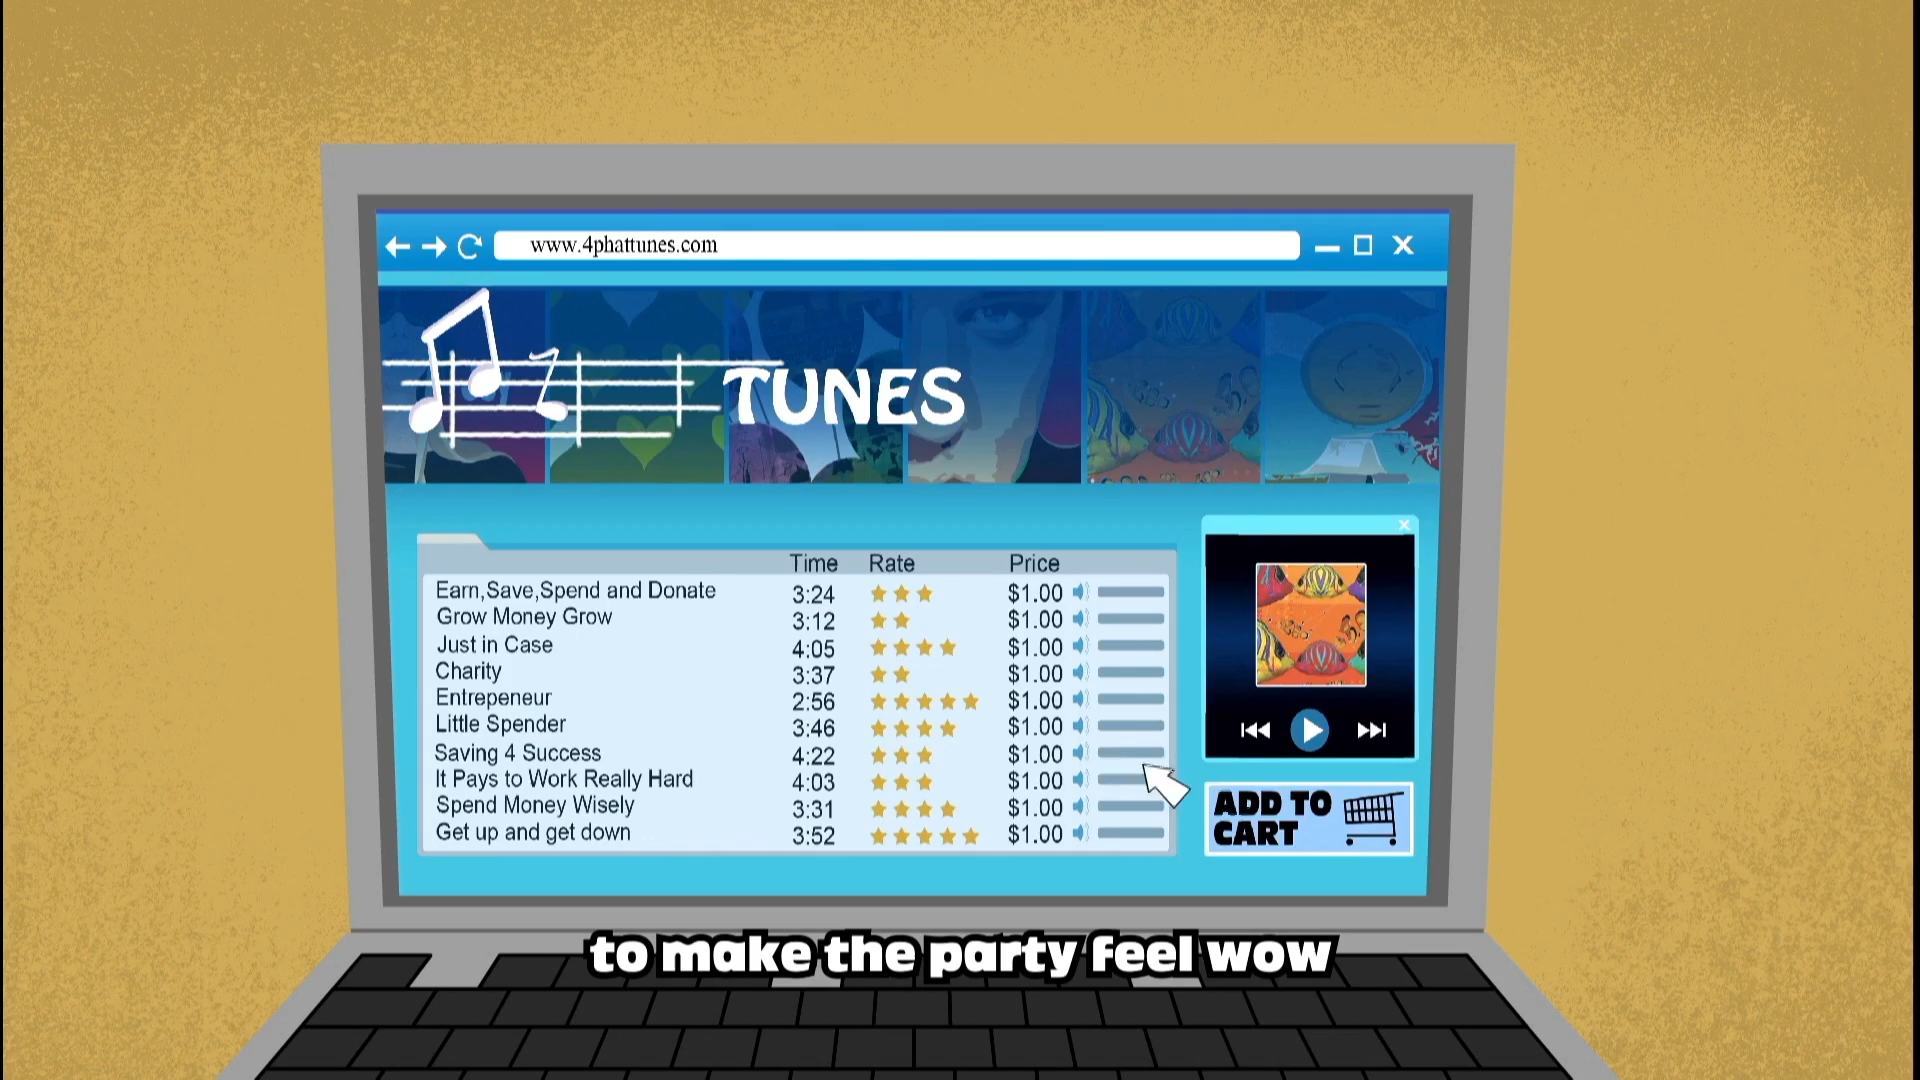 www.4phattunes.com
TUNES
Time Rate Price
Earn,Save,Spend and Donate 3:24 $1.00
Grow Money Grow 3:12 $1.00
Just in Case 4:05 $1.00
Charity 3:37 $1.00
Entrepeneur 2:56 $1.00
Little Spender 3:46 $1.00
Saving 4 Success 4:22 $1.00
It Pays to Work Really Hard 4:03 $1.00
Spend Money Wisely 3:31 $1.00
Get up and get down 3:52 $1.00
ADD TO
CART
to make the party feel wow